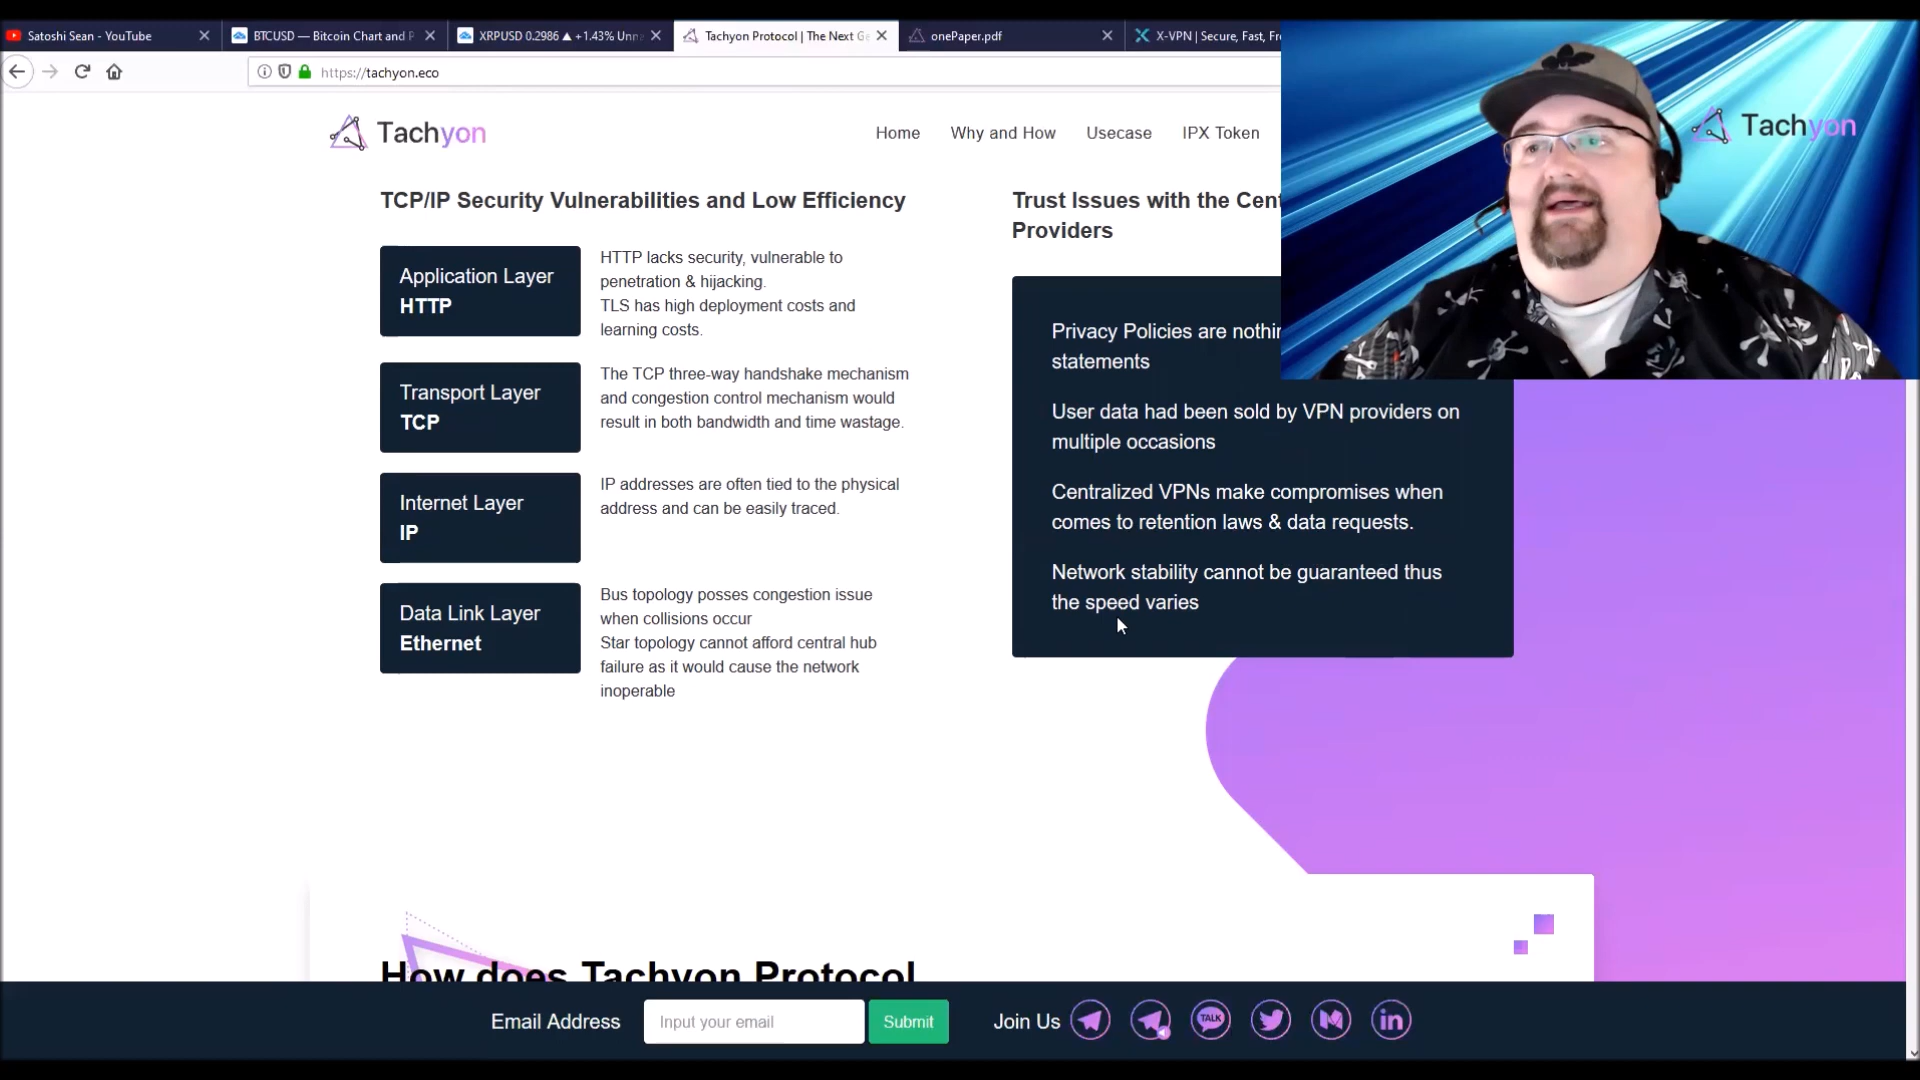 Satoshi Sean - YouTube
BTCUSD — Bitcoin Chart and P
XRPUSD 0.2986 ▲ +1.43% Unn
Tachyon Protocol | The Next Ge
onePaper.pdf
X-VPN | Secure, Fast, Fre
https://tachyon.eco
Tachyon
Home
Why and How
Usecase
IPX Token
Tachyon
TCP/IP Security Vulnerabilities and Low Efficiency
Application Layer
HTTP
HTTP lacks security, vulnerable to
penetration & hijacking.
TLS has high deployment costs and
learning costs.
Transport Layer
TCP
The TCP three-way handshake mechanism
and congestion control mechanism would
result in both bandwidth and time wastage.
Internet Layer
IP
IP addresses are often tied to the physical
address and can be easily traced.
Data Link Layer
Ethernet
Bus topology posses congestion issue
when collisions occur
Star topology cannot afford central hub
failure as it would cause the network
inoperable
Trust Issues with the Cent
Providers
Privacy Policies are nothin
statements
User data had been sold by VPN providers on
multiple occasions
Centralized VPNs make compromises when
comes to retention laws & data requests.
Network stability cannot be guaranteed thus
the speed varies
How does Tachyon Protocol
Email Address
Input your email
Submit
Join Us
TALK
in